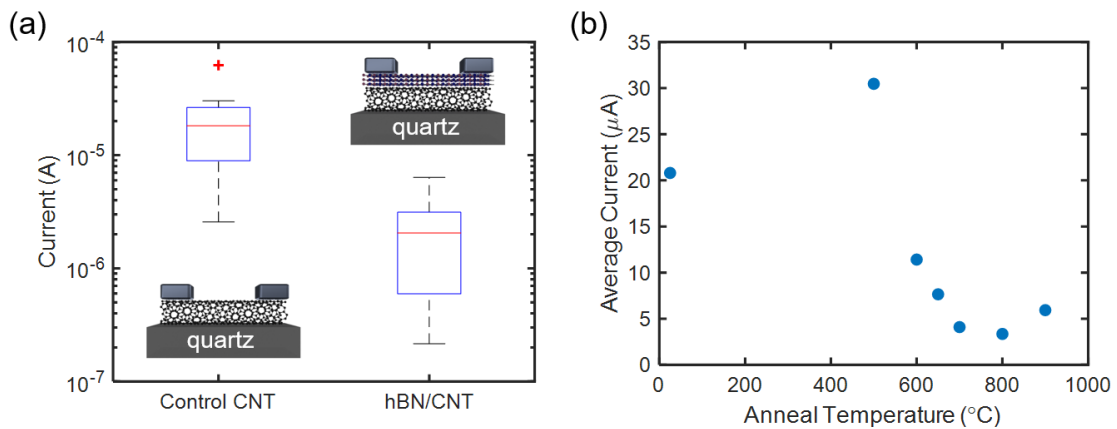 (a)
10⁻⁴
10⁻⁵
10⁻⁶
10⁻⁷
Current (A)
quartz
quartz
Control CNT
hBN/CNT
(b)
35
30
25
20
15
10
5
0
Average Current (μA)
0
200
400
600
800
1000
Anneal Temperature (°C)